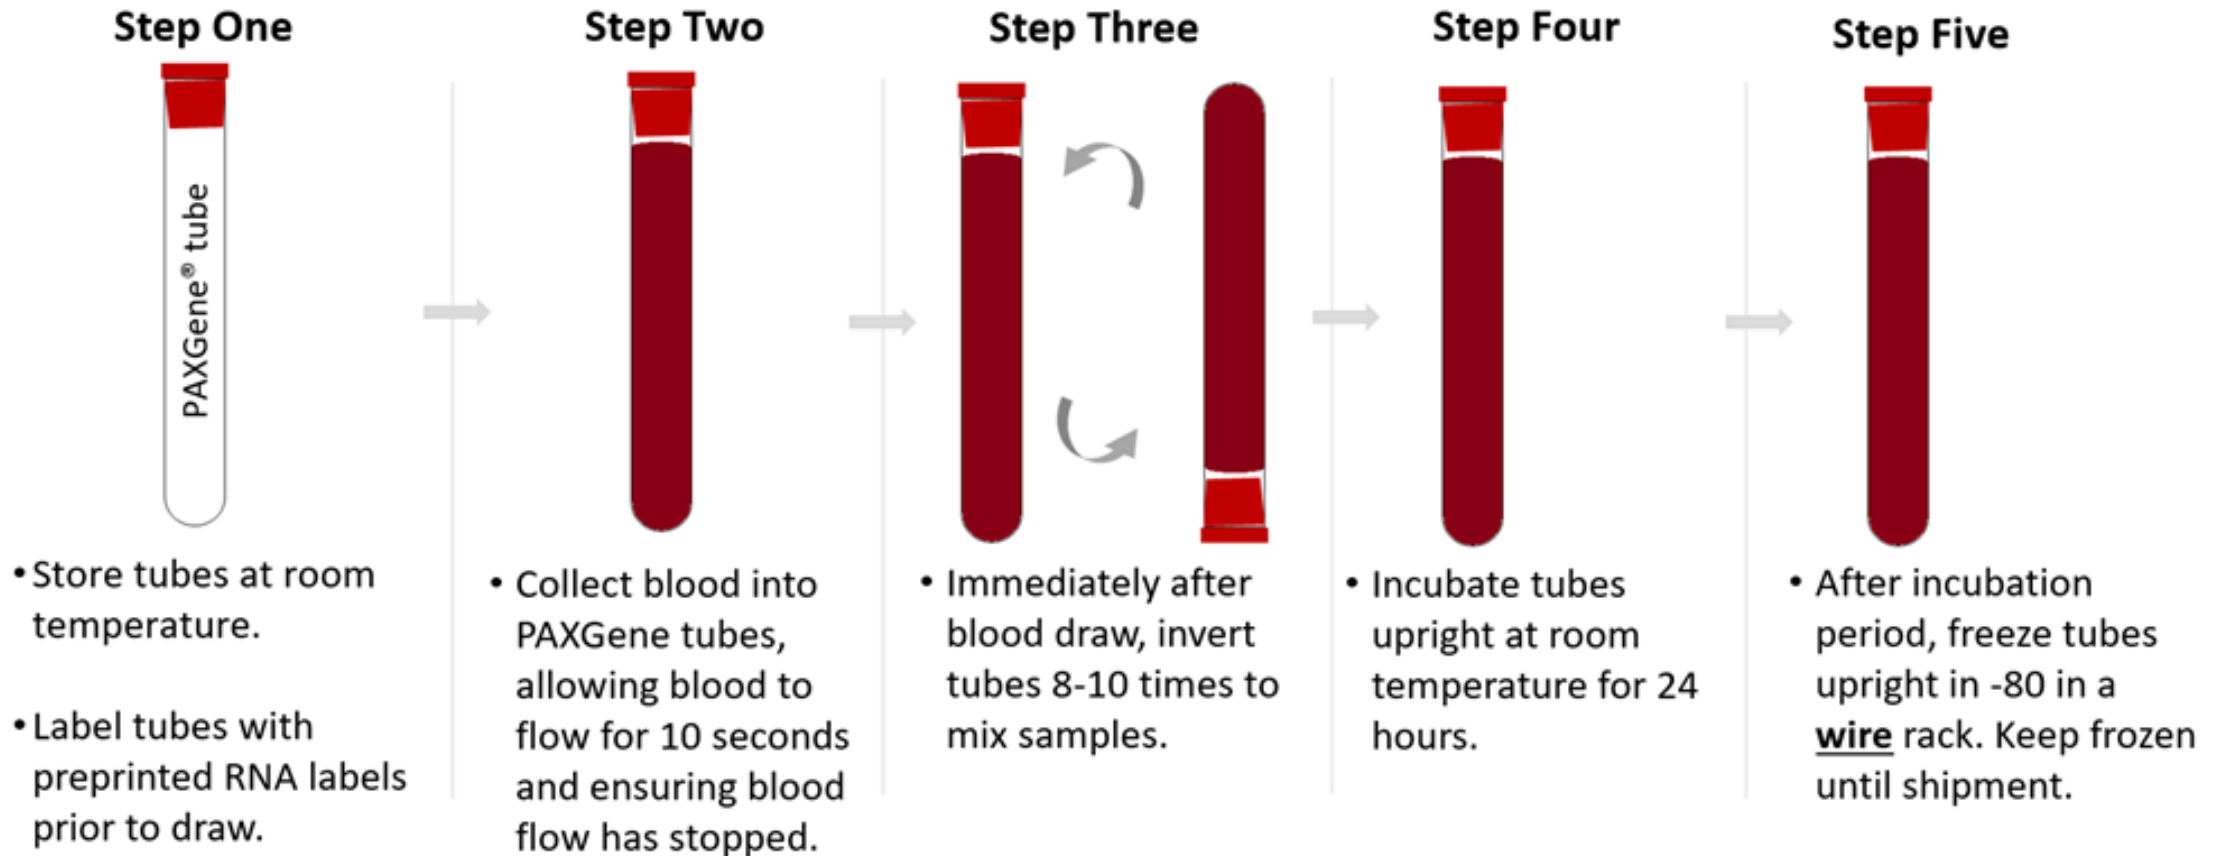 Step One
PAXGene® tube
• Store tubes at room
temperature.
• Label tubes with
preprinted RNA labels
prior to draw.
Step Two
• Collect blood into
PAXGene tubes,
allowing blood to
flow for 10 seconds
and ensuring blood
flow has stopped.
Step Three
• Immediately after
blood draw, invert
tubes 8-10 times to
mix samples.
Step Four
• Incubate tubes
upright at room
temperature for 24
hours.
Step Five
• After incubation
period, freeze tubes
upright in -80 in a
wire rack. Keep frozen
until shipment.